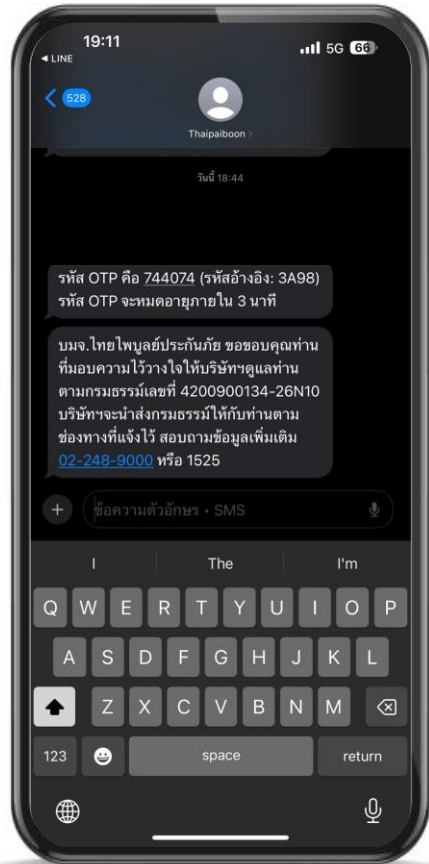 19:11
5G 66
◄ LINE
528
Thaipaiboon >
วันนี้ 18:44
รหัส OTP คือ 744074 (รหัสอ้างอิง: 3A98)
รหัส OTP จะหมดอายุภายใน 3 นาที
บมจ.ไทยไพบูลย์ประกันภัย ขอขอบคุณท่าน
ที่มอบความไว้วางใจให้บริษัทฯดูแลท่าน
ตามกรมธรรม์เลขที่ 4200900134-26N10
บริษัทฯจะนำส่งกรมธรรม์ให้กับท่านตาม
ช่องทางที่แจ้งไว้ สอบถามข้อมูลเพิ่มเติม
02-248-9000 หรือ 1525
ข้อความตัวอักษร • SMS
I The I'm
Q W E R T Y U I O P
A S D F G H J K L
Z X C V B N M
123 space return